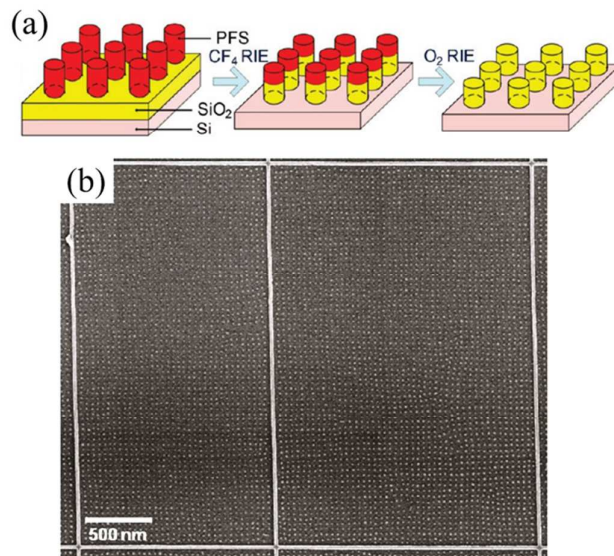 (a)
PFS
CF₄ RIE
O₂ RIE
SiO₂
Si
(b)
500 nm